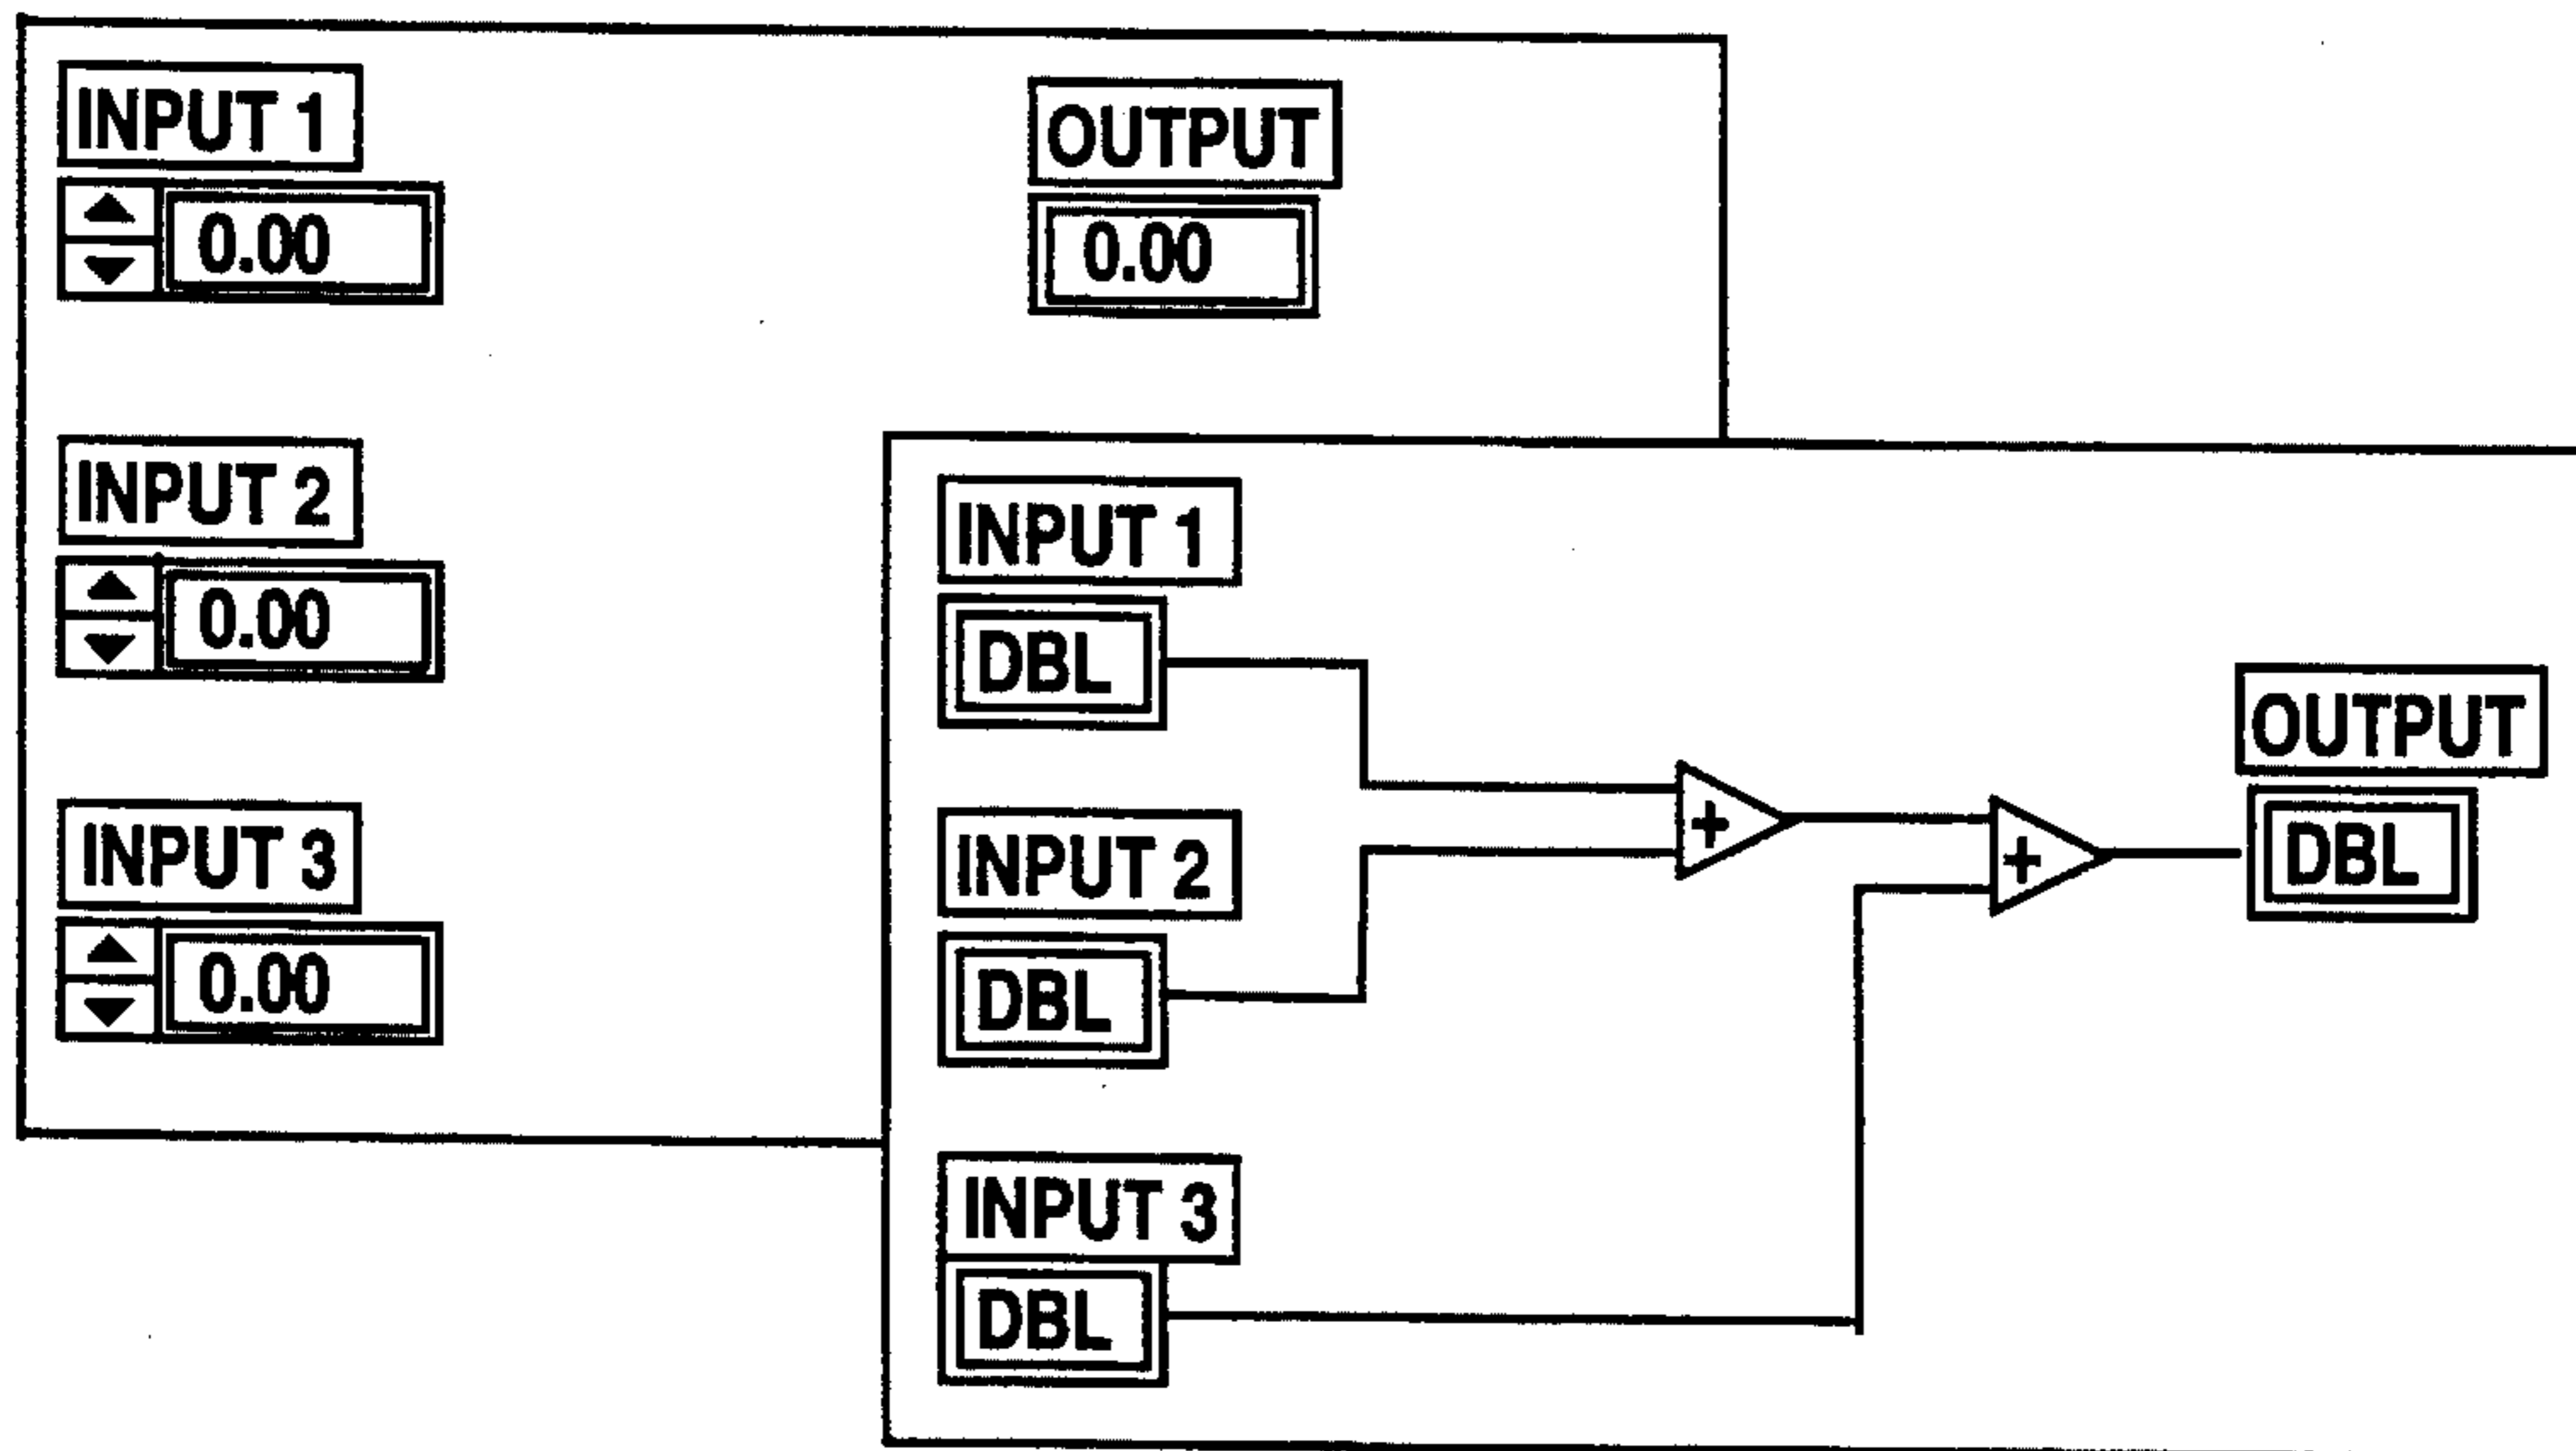 INPUT 1
0.00
OUTPUT
0.00
INPUT 2
0.00
INPUT 3
0.00
INPUT 1
DBL
INPUT 2
DBL
INPUT 3
DBL
+
+
OUTPUT
DBL